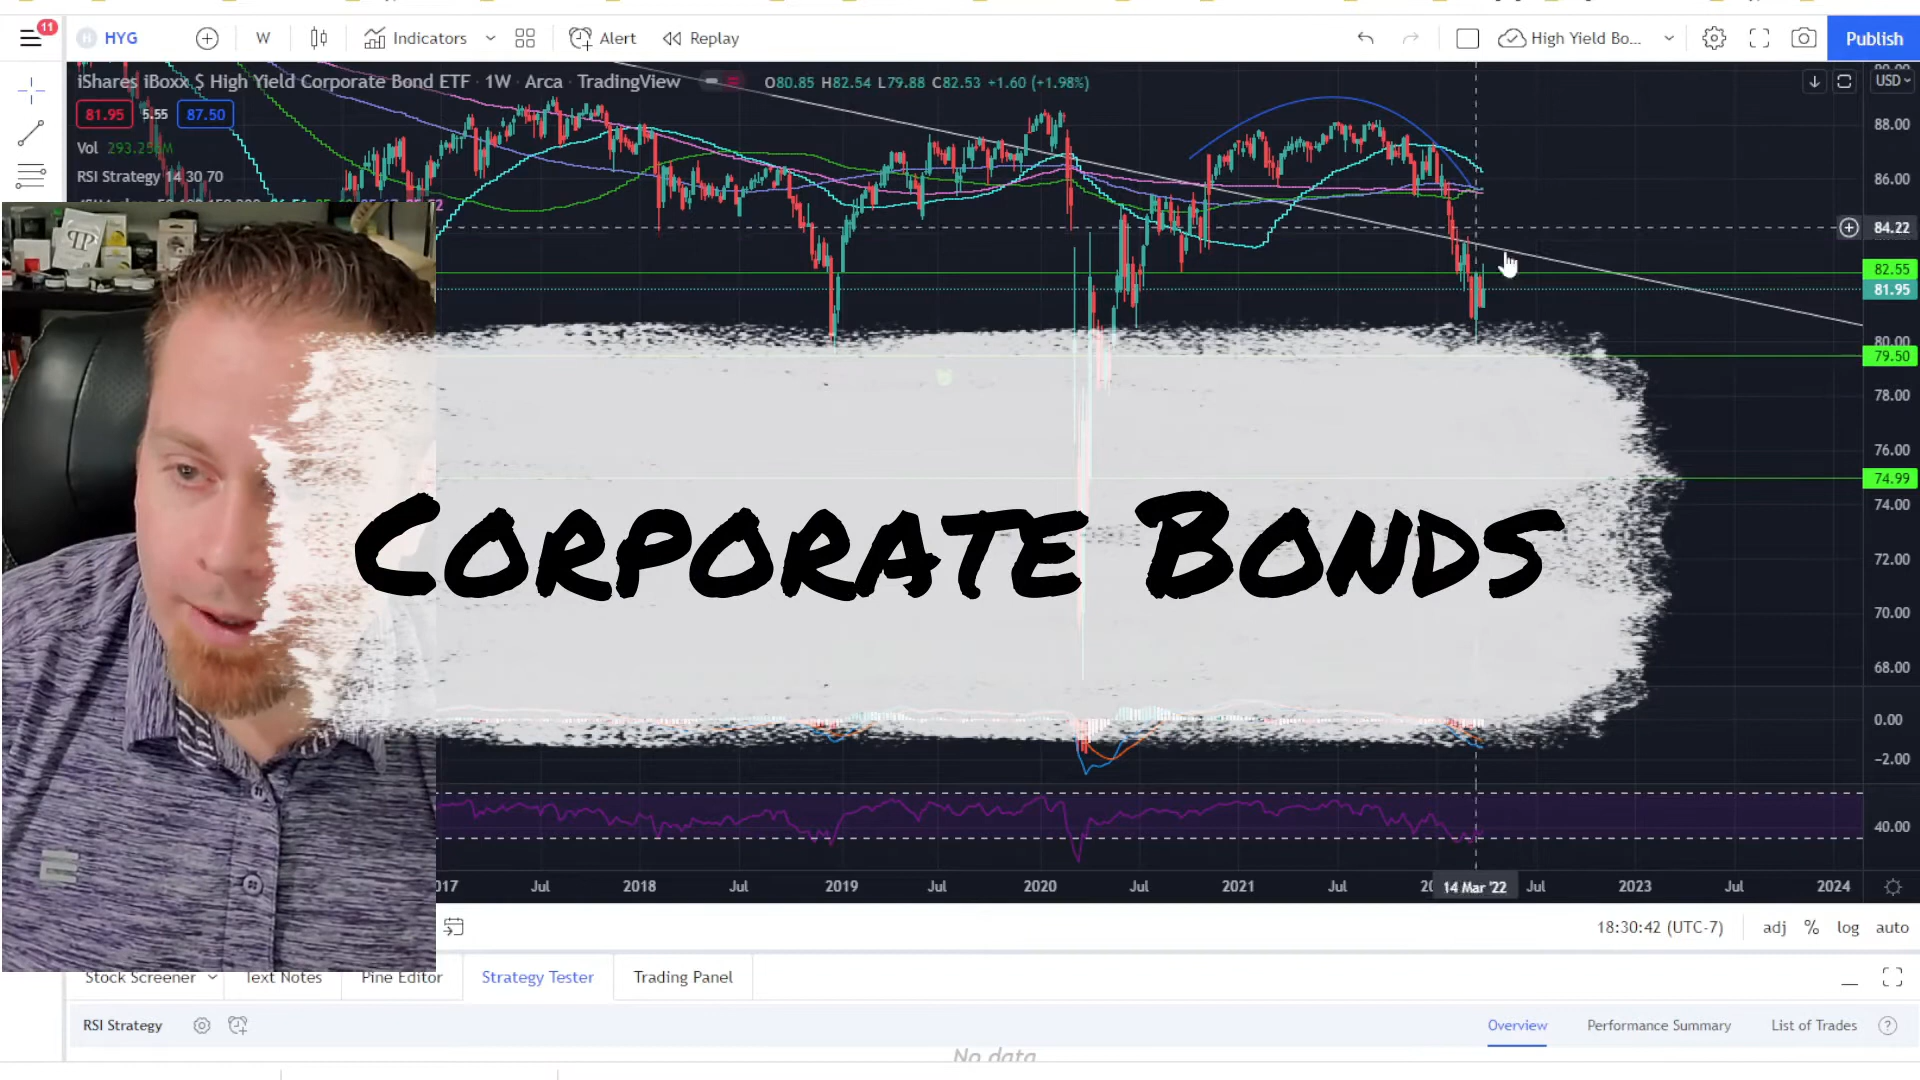 11
HYG
W
Indicators
Alert
Replay
High Yield Bo...
Publish
iShares iBoxx $ High Yield Corporate Bond ETF · 1W · Arca · TradingView
O80.85 H82.54 L79.88 C82.53 +1.60 (+1.98%)
USD
81.95 5.55 87.50
88.00
Vol
RSI Strategy 14 30 70
86.00
84.22
82.55
81.95
80.00
79.50
78.00
76.00
74.99
74.00
Corporate Bonds
72.00
70.00
68.00
0.00
−2.00
40.00
017 Jul 2018 Jul 2019 Jul 2020 Jul 2021 Jul 14 Mar '22 Jul 2023 Jul 2024
18:30:42 (UTC-7) adj % log auto
Stock Screener Text Notes Pine Editor Strategy Tester Trading Panel
RSI Strategy
Overview Performance Summary List of Trades
No data